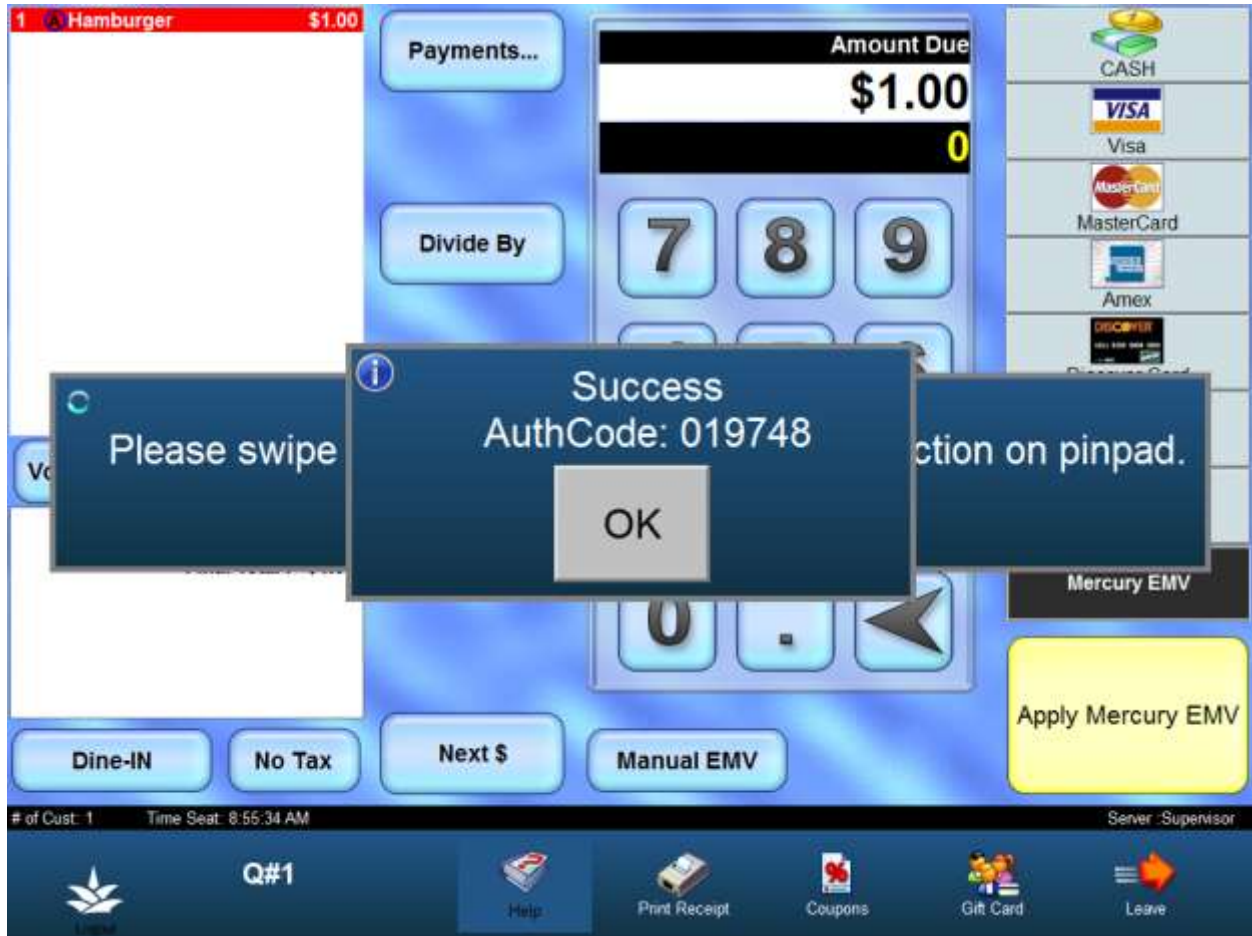 1 A Hamburger $1.00
Payments...
Amount Due
$1.00
0
CASH
VISA
Visa
MasterCard
MasterCard
Amex
DISCOVER
Divide By
7 8 9
Success
AuthCode: 019748
OK
Please swipe
ction on pinpad.
Mercury EMV
0 .
Apply Mercury EMV
Dine-IN
No Tax
Next $
Manual EMV
# of Cust: 1 Time Seat: 8:55:34 AM Server :Supervisor
Q#1
Logout
Help
Print Receipt
Coupons
Gift Card
Leave